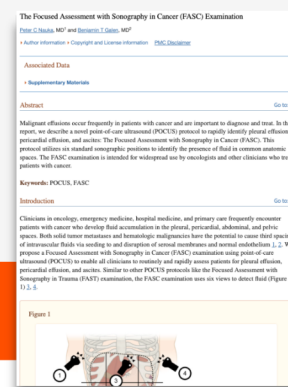 The Focused Assessment with Sonography in Cancer (FASC) Examination
Peter C Nauka, MD¹ and Benjamin T Galen, MD²
▸ Author information ▸ Copyright and License information PMC Disclaimer
Associated Data
▸ Supplementary Materials
Abstract
Go to:
Malignant effusions occur frequently in patients with cancer and are important to diagnose and treat. In th
report, we describe a novel point-of-care ultrasound (POCUS) protocol to rapidly identify pleural effusion
pericardial effusion, and ascites: The Focused Assessment with Sonography in Cancer (FASC). This
protocol utilizes six standard sonographic positions to identify the presence of fluid in common anatomic
spaces. The FASC examination is intended for widespread use by oncologists and other clinicians who tre
patients with cancer.
Keywords: POCUS, FASC
Introduction
Go to:
Clinicians in oncology, emergency medicine, hospital medicine, and primary care frequently encounter
patients with cancer who develop fluid accumulation in the pleural, pericardial, abdominal, and pelvic
spaces. Both solid tumor metastases and hematologic malignancies have the potential to cause third spacin
of intravascular fluids via seeding to and disruption of serosal membranes and normal endothelium 1, 2. W
propose a Focused Assessment with Sonography in Cancer (FASC) examination using point-of-care
ultrasound (POCUS) to enable all clinicians to routinely and rapidly assess patients for pleural effusion,
pericardial effusion, and ascites. Similar to other POCUS protocols like the Focused Assessment with
Sonography in Trauma (FAST) examination, the FASC examination uses six views to detect fluid (Figure
1) 3, 4.
Figure 1
1
3
4